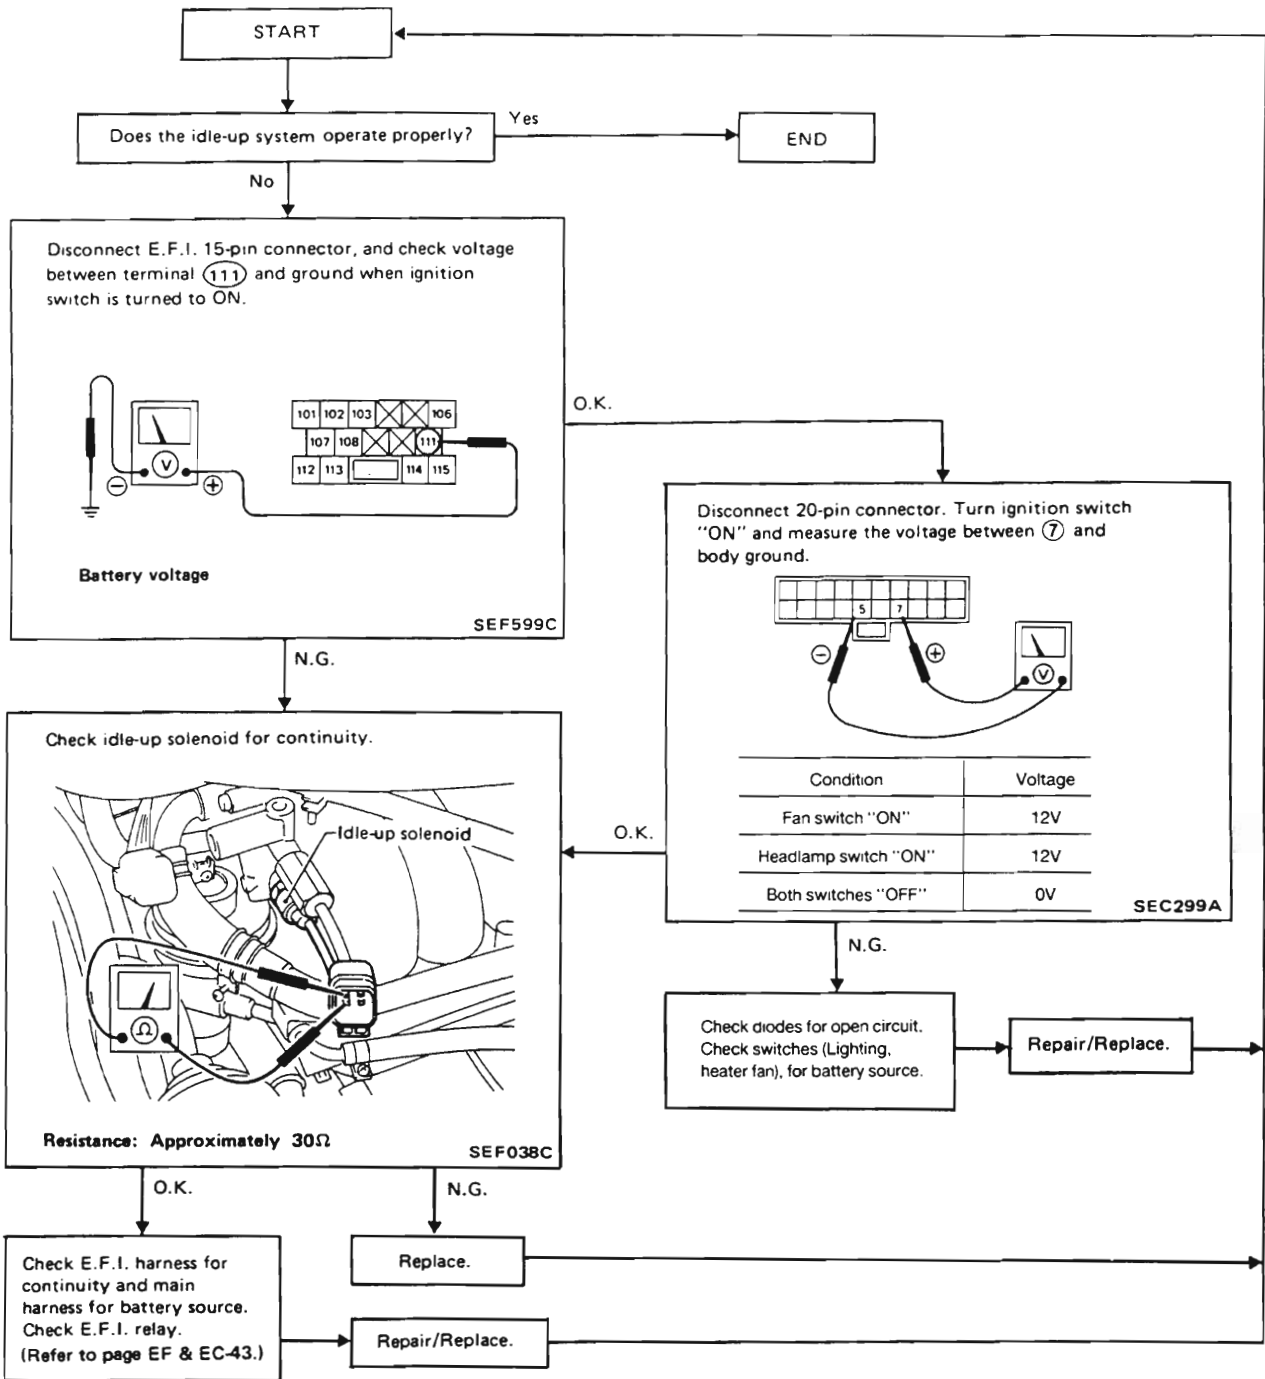 START
Does the idle-up system operate properly?
Yes
END
No
Disconnect E.F.I. 15-pin connector, and check voltage
between terminal 111 and ground when ignition
switch is turned to ON.
101 102 103 106
107 108 111
112 113 114 115
V
⊖ ⊕
Battery voltage
SEF599C
O.K.
Disconnect 20-pin connector. Turn ignition switch
"ON" and measure the voltage between ⑦ and
body ground.
5 7
⊖ ⊕
V
Condition Voltage
Fan switch "ON" 12V
Headlamp switch "ON" 12V
Both switches "OFF" 0V
SEC299A
N.G.
Check idle-up solenoid for continuity.
Idle-up solenoid
Ω
Resistance: Approximately 30Ω
SEF038C
O.K.
N.G.
Check diodes for open circuit.
Check switches (Lighting,
heater fan), for battery source.
Repair/Replace.
O.K.
N.G.
Check E.F.I. harness for
continuity and main
harness for battery source.
Check E.F.I. relay.
(Refer to page EF & EC-43.)
Replace.
Repair/Replace.